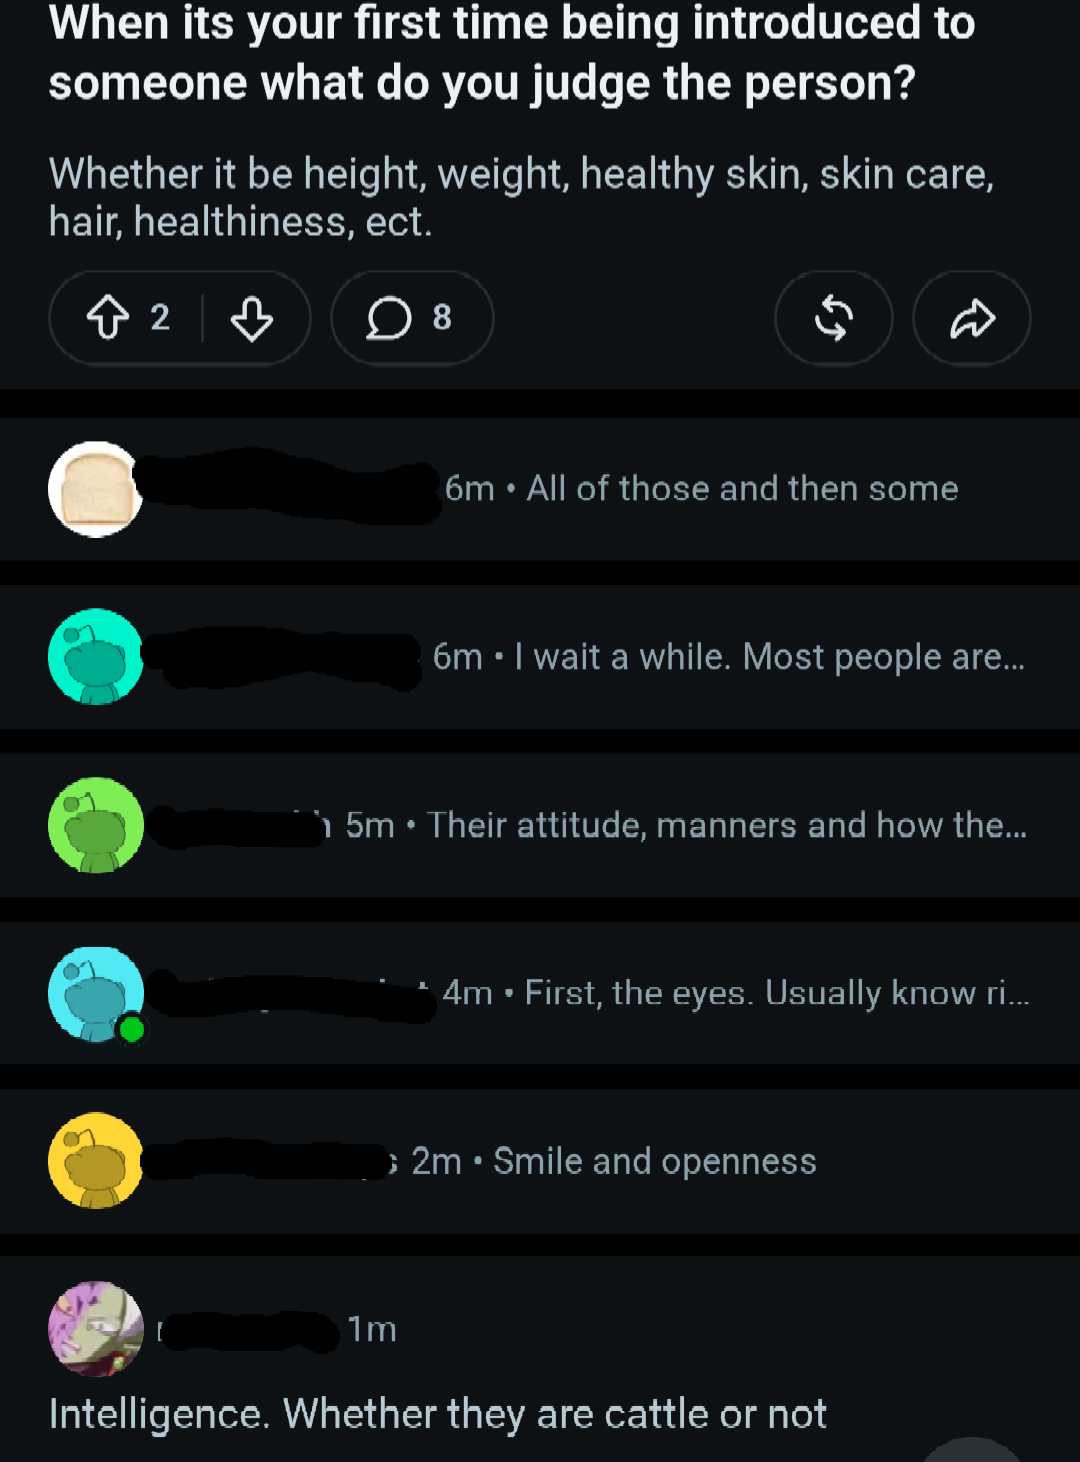 When its your first time being introduced to
someone what do you judge the person?
Whether it be height, weight, healthy skin, skin care,
hair, healthiness, ect.
2
8
6m • All of those and then some
6m • I wait a while. Most people are...
5m • Their attitude, manners and how the...
4m • First, the eyes. Usually know ri...
2m • Smile and openness
1m
Intelligence. Whether they are cattle or not